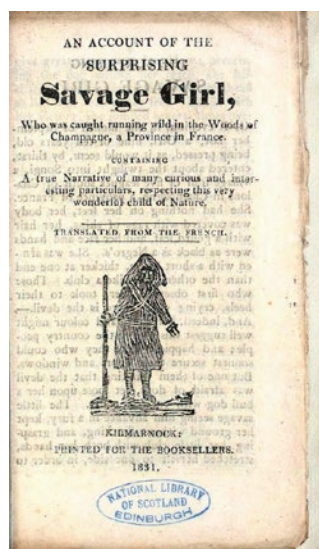 AN ACCOUNT OF THE
SURPRISING
Savage Girl,
Who was caught running wild in the Woods of
Champagne, a Province in France.
CONTAINING
A true Narrative of many curious and inter-
esting particulars, respecting this very
wonderful child of Nature.
TRANSLATED FROM THE FRENCH.
KILMARNOCK:
PRINTED FOR THE BOOKSELLERS.
1831.
NATIONAL LIBRARY
OF SCOTLAND
EDINBURGH